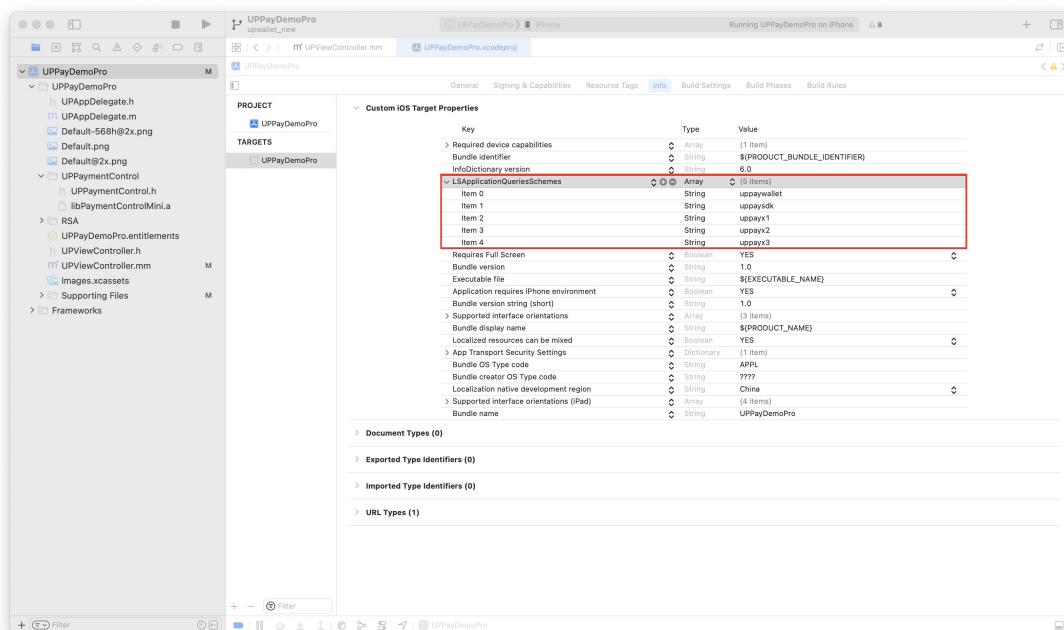 UPPayDemoPro
upwallet_new
UPPayDemoPro 〉 iPhone
Running UPPayDemoPro on iPhone
8
UPViewController.mm
UPPayDemoPro.xcodeproj
UPPayDemoPro
UPPayDemoPro M
UPPayDemoPro
UPAppDelegate.h
UPAppDelegate.m
Default-568h@2x.png
Default.png
Default@2x.png
UPPaymentControl
UPPaymentControl.h
libPaymentControlMini.a
RSA
UPPayDemoPro.entitlements
UPViewController.h
UPViewController.mm M
Images.xcassets
Supporting Files M
Frameworks
Filter
PROJECT
UPPayDemoPro
TARGETS
UPPayDemoPro
Filter
General Signing & Capabilities Resource Tags Info Build Settings Build Phases Build Rules
Custom iOS Target Properties
Key Type Value
Required device capabilities Array (1 item)
Bundle identifier String $(PRODUCT_BUNDLE_IDENTIFIER)
InfoDictionary version String 6.0
LSApplicationQueriesSchemes Array (5 items)
Item 0 String uppaywallet
Item 1 String uppaysdk
Item 2 String uppayx1
Item 3 String uppayx2
Item 4 String uppayx3
Requires Full Screen Boolean YES
Bundle version String 1.0
Executable file String ${EXECUTABLE_NAME}
Application requires iPhone environment Boolean YES
Bundle version string (short) String 1.0
Supported interface orientations Array (3 items)
Bundle display name String ${PRODUCT_NAME}
Localized resources can be mixed Boolean YES
App Transport Security Settings Dictionary (1 item)
Bundle OS Type code String APPL
Bundle creator OS Type code String ????
Localization native development region String China
Supported interface orientations (iPad) Array (4 items)
Bundle name String UPPayDemoPro
Document Types (0)
Exported Type Identifiers (0)
Imported Type Identifiers (0)
URL Types (1)
UPPayDemoPro